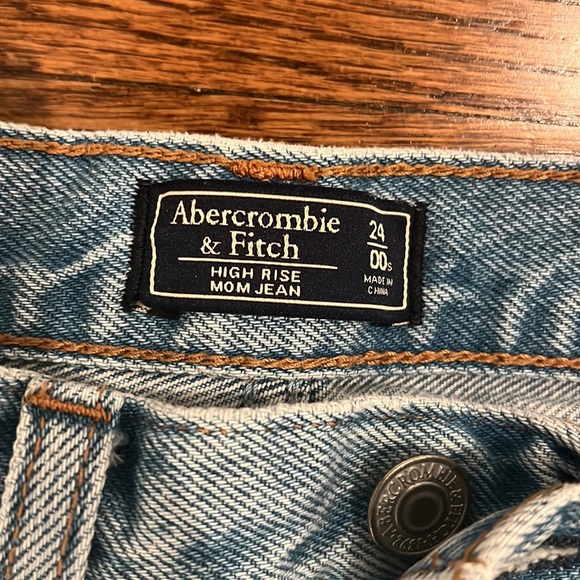 Abercrombie
& Fitch
HIGH RISE
MOM JEAN
24
00s
MADE IN
CHINA
ABERCROMBIE